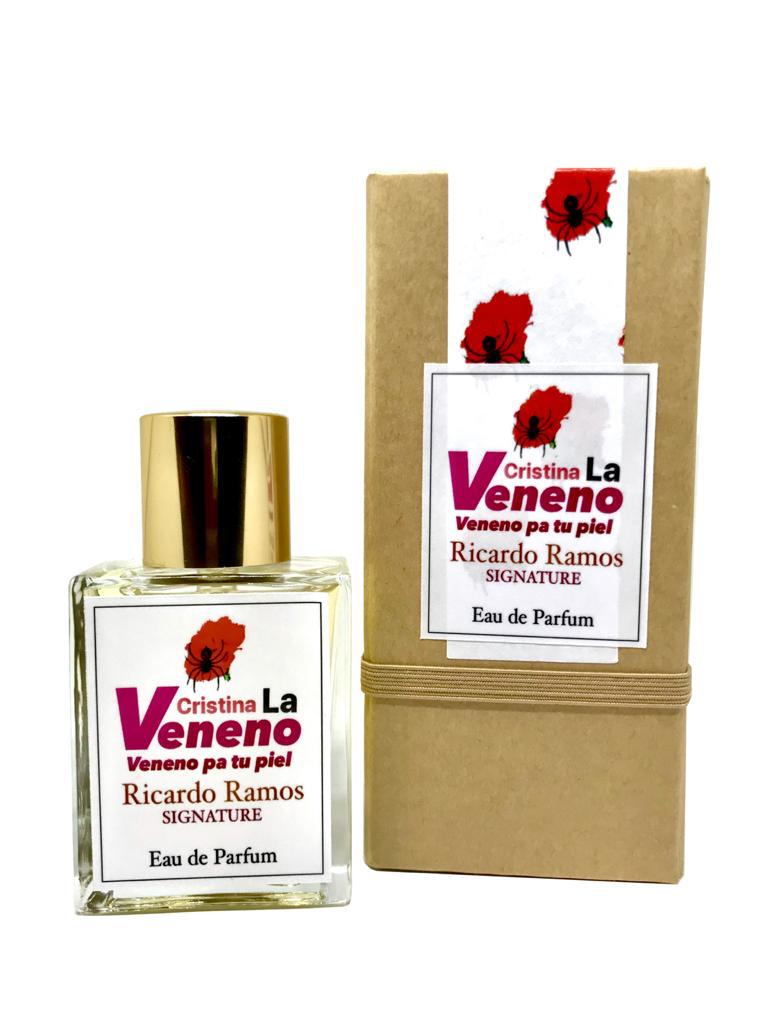 Cristina La
Veneno
Veneno pa tu piel
Ricardo Ramos
SIGNATURE
Eau de Parfum
Cristina La
Veneno
Veneno pa tu piel
Ricardo Ramos
SIGNATURE
Eau de Parfum